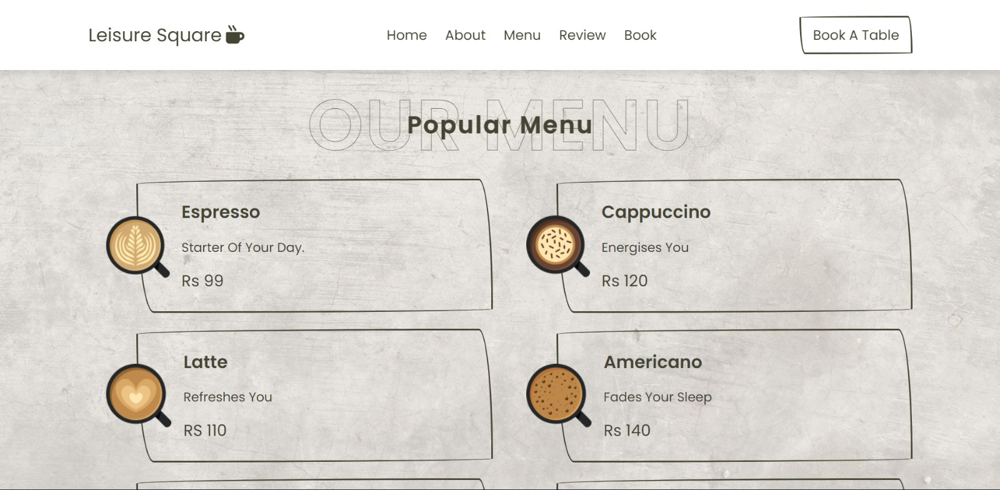 Leisure Square
Home About Menu Review Book
Book A Table
OUR MENU
Popular Menu
Espresso
Starter Of Your Day.
Rs 99
Cappuccino
Energises You
Rs 120
Latte
Refreshes You
RS 110
Americano
Fades Your Sleep
Rs 140